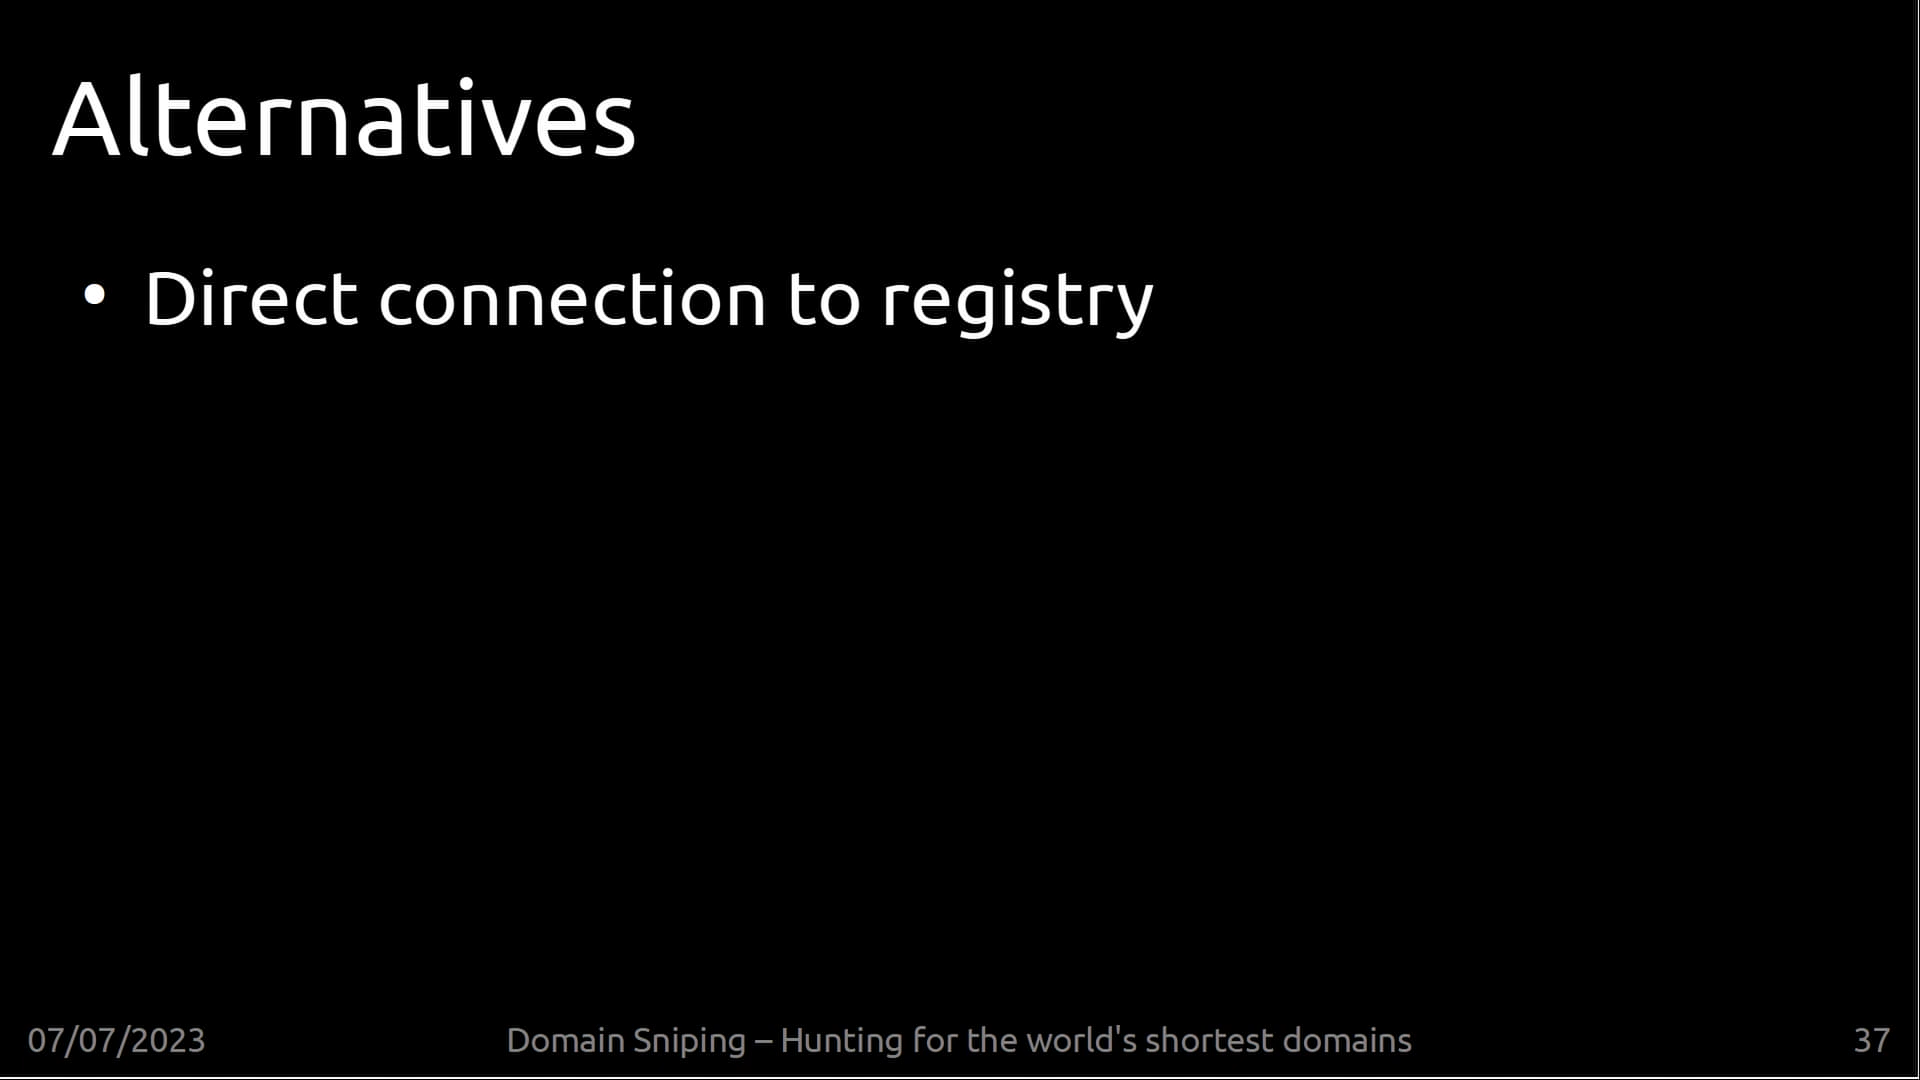 Alternatives
• Direct connection to registry
07/07/2023 Domain Sniping – Hunting for the world's shortest domains 37